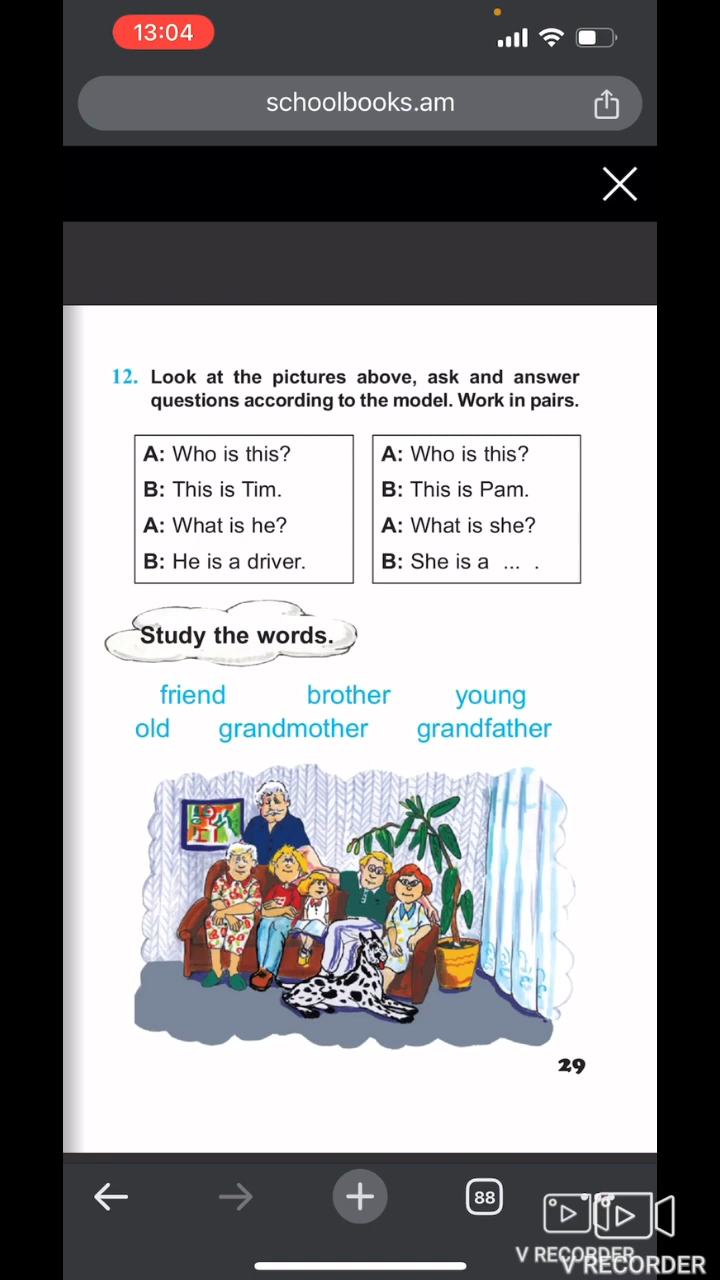 13:04
schoolbooks.am
12. Look at the pictures above, ask and answer
questions according to the model. Work in pairs.
A: Who is this?
B: This is Tim.
A: What is he?
B: He is a driver.
A: Who is this?
B: This is Pam.
A: What is she?
B: She is a ... .
Study the words.
friend brother young
old grandmother grandfather
29
88
V RECORDER
V RECORDER